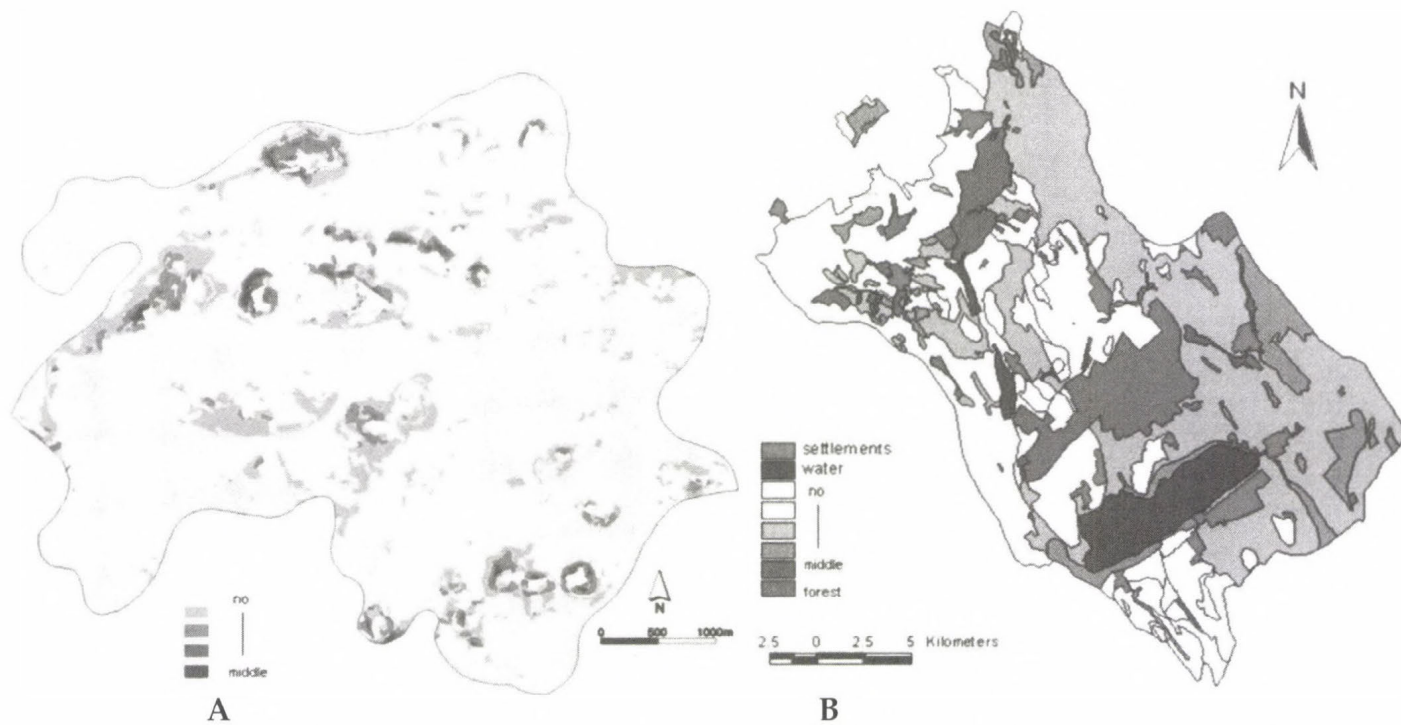 N
settlements
water
no
middle
forest
2.5 0 2.5 5 Kilometers
no
middle
N
0 500 1000m
A
B